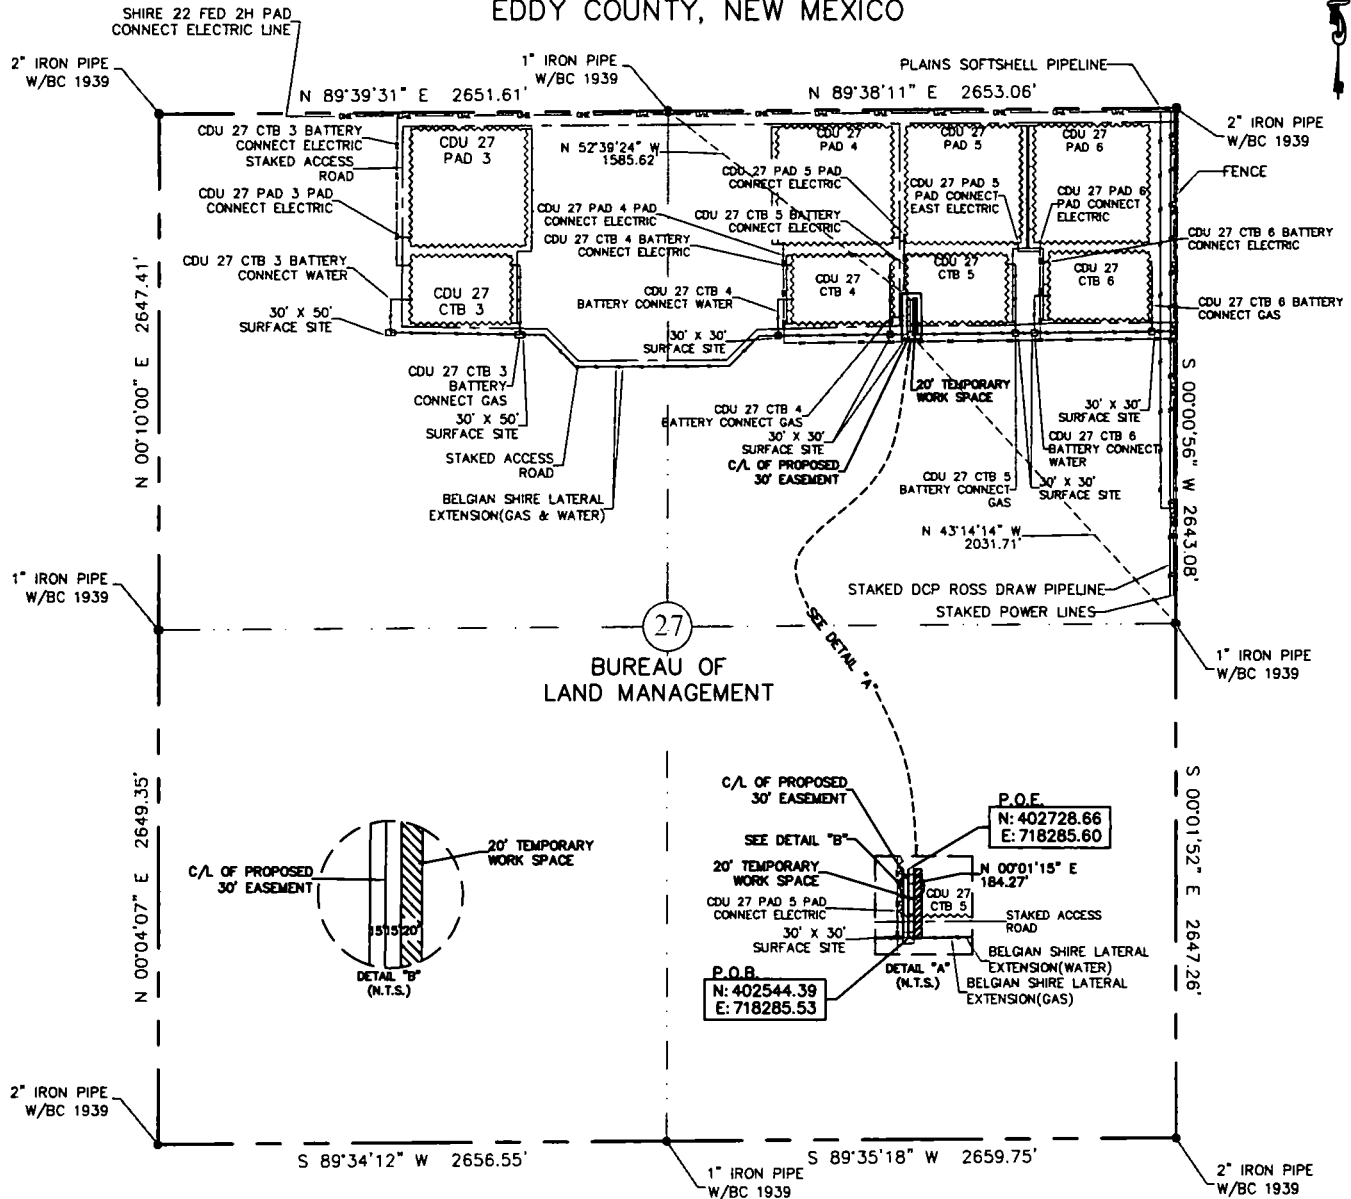 EDDY COUNTY, NEW MEXICO
SHIRE 22 FED 2H PAD
CONNECT ELECTRIC LINE
2" IRON PIPE
W/BC 1939
1" IRON PIPE
W/BC 1939
PLAINS SOFTSHELL PIPELINE
N 89°39'31" E 2651.61'
N 89°38'11" E 2653.06'
2" IRON PIPE
W/BC 1939
FENCE
CDU 27 CTB 3 BATTERY
CONNECT ELECTRIC
STAKED ACCESS
ROAD
CDU 27 PAD 3 PAD
CONNECT ELECTRIC
CDU 27 CTB 3 BATTERY
CONNECT WATER
30' X 50'
SURFACE SITE
CDU 27
PAD 3
CDU 27
CTB 3
N 52°39'24" W
1585.62'
CDU 27 PAD 5 PAD
CONNECT ELECTRIC
CDU 27 PAD 4 PAD
CONNECT ELECTRIC
CDU 27 CTB 5 BATTERY
CONNECT ELECTRIC
CDU 27 CTB 4 BATTERY
CONNECT ELECTRIC
CDU 27 CTB 4
BATTERY CONNECT WATER
30' X 30'
SURFACE SITE
CDU 27
PAD 4
CDU 27
PAD 5
CDU 27
PAD 6
CDU 27 PAD 5
PAD CONNECT
EAST ELECTRIC
CDU 27 PAD 6
PAD CONNECT
ELECTRIC
CDU 27 CTB 6 BATTERY
CONNECT ELECTRIC
CDU 27
CTB 4
CDU 27
CTB 5
CDU 27
CTB 6
CDU 27 CTB 6 BATTERY
CONNECT GAS
N 00°10'00" E 2647.41'
CDU 27 CTB 3
BATTERY
CONNECT GAS
30' X 50'
SURFACE SITE
STAKED ACCESS
ROAD
BELGIAN SHIRE LATERAL
EXTENSION(GAS & WATER)
CDU 27 CTB 4
BATTERY CONNECT GAS
30' X 30'
SURFACE SITE
C/L OF PROPOSED
30' EASEMENT
20' TEMPORARY
WORK SPACE
CDU 27 CTB 5
BATTERY CONNECT
GAS
30' X 30'
SURFACE SITE
CDU 27 CTB 6
BATTERY CONNECT
WATER
30' X 30'
SURFACE SITE
S 00°00'56" W 2643.08'
N 43°14'14" W
2031.71'
STAKED DCP ROSS DRAW PIPELINE
STAKED POWER LINES
1" IRON PIPE
W/BC 1939
27
BUREAU OF
LAND MANAGEMENT
SEE DETAIL "A"
1" IRON PIPE
W/BC 1939
N 00°04'07" E 2649.35'
C/L OF PROPOSED
30' EASEMENT
20' TEMPORARY
WORK SPACE
15'15'20'
DETAIL "B"
(N.T.S.)
C/L OF PROPOSED
30' EASEMENT
SEE DETAIL "B"
20' TEMPORARY
WORK SPACE
CDU 27 PAD 5 PAD
CONNECT ELECTRIC
30' X 30'
SURFACE SITE
P.O.E.
N: 402728.66
E: 718285.60
N 00°01'15" E
184.27'
CDU 27
CTB 5
STAKED ACCESS
ROAD
BELGIAN SHIRE LATERAL
EXTENSION(WATER)
BELGIAN SHIRE LATERAL
EXTENSION(GAS)
DETAIL "A"
(N.T.S.)
P.O.B.
N: 402544.39
E: 718285.53
S 00°01'52" E 2647.26'
2" IRON PIPE
W/BC 1939
S 89°34'12" W 2656.55'
1" IRON PIPE
W/BC 1939
S 89°35'18" W 2659.75'
2" IRON PIPE
W/BC 1939